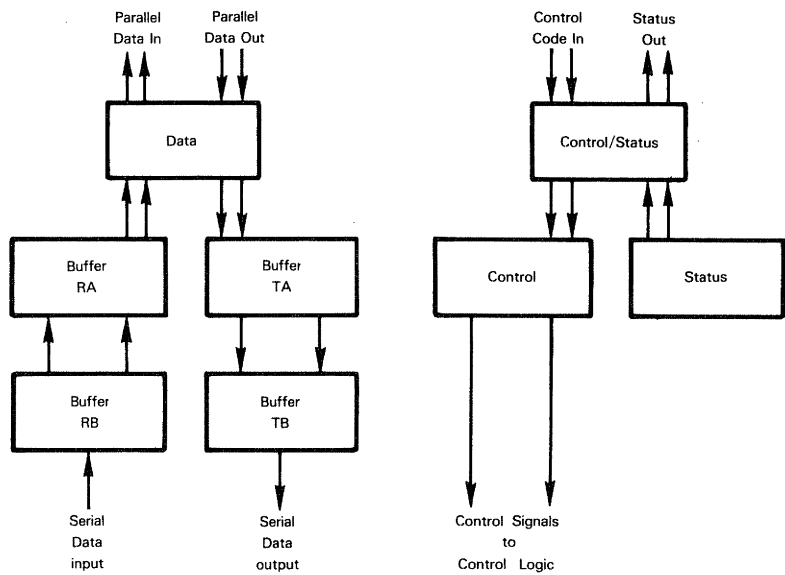 Parallel
Data In
Parallel
Data Out
Control
Code In
Status
Out
Data
Control/Status
Buffer
RA
Buffer
TA
Control
Status
Buffer
RB
Buffer
TB
Serial
Data
input
Serial
Data
output
Control Signals
to
Control Logic